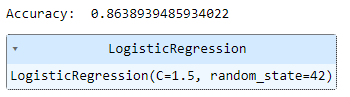 Accuracy:  0.8638939485934022
LogisticRegression
LogisticRegression(C=1.5, random_state=42)